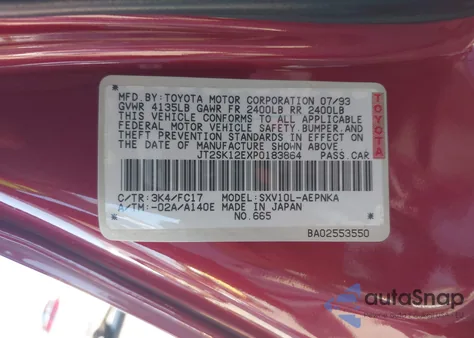 MFD.BY:TOYOTA MOTOR CORPORATION 07/93
GVWR 4135LB GAWR FR 2400LB RR 2400LB
THIS VEHICLE CONFORMS TO ALL APPLICABLE
FEDERAL MOTOR VEHICLE SAFETY,BUMPER,AND
THEFT PREVENTION STANDARDS IN EFFECT ON
THE DATE OF MANUFACTURE SHOWN ABOVE.
JT2SK12EXP0183664 PASS.CAR
TOYOTA
C/TR:3K4/FC17 MODEL:SXV10L-AEPNKA
A/TM:-02A/A140E MADE IN JAPAN
NO.665
BA02553550
autoSnap